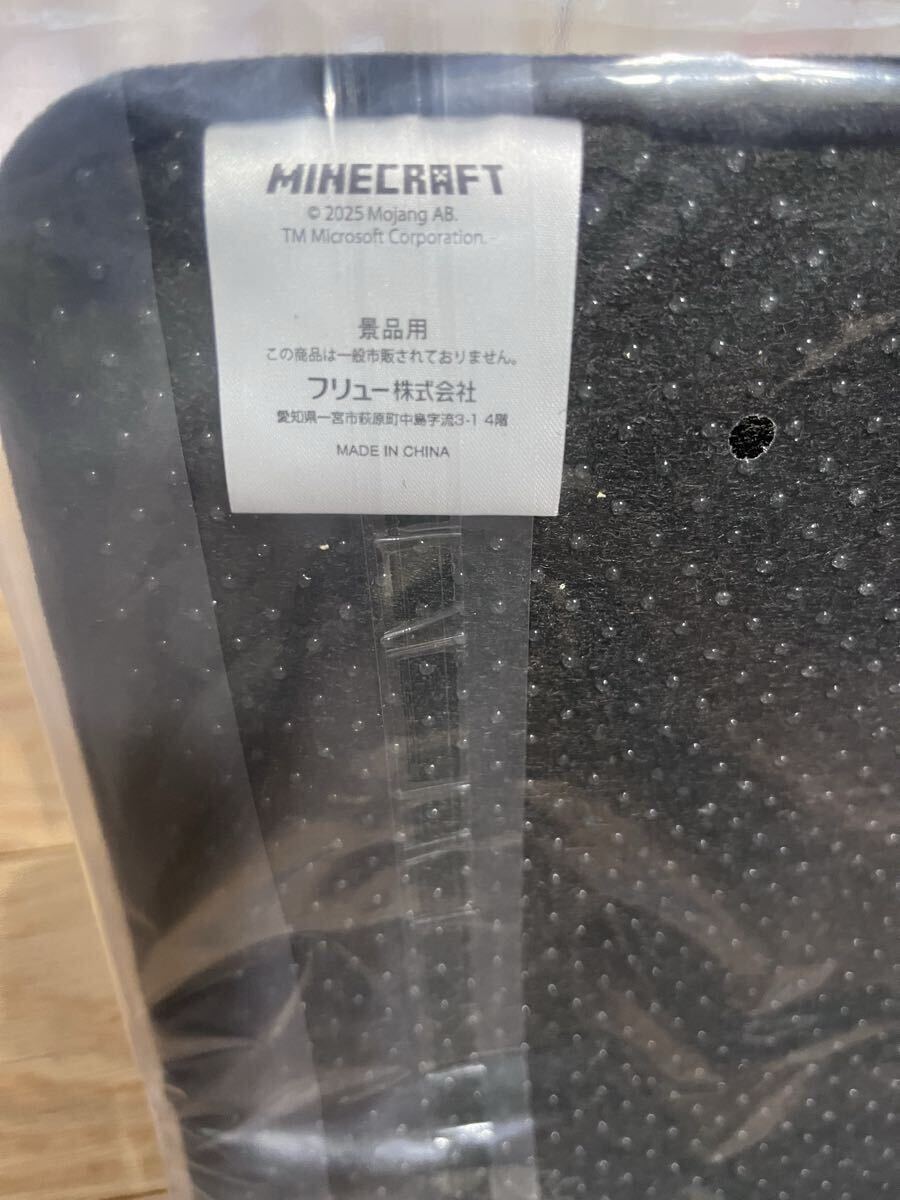 MINECRAFT
© 2025 Mojang AB.
TM Microsoft Corporation.
景品用
この商品は一般市販されておりません。
フリュー株式会社
愛知県一宮市萩原町中島字流3-1 4階
MADE IN CHINA